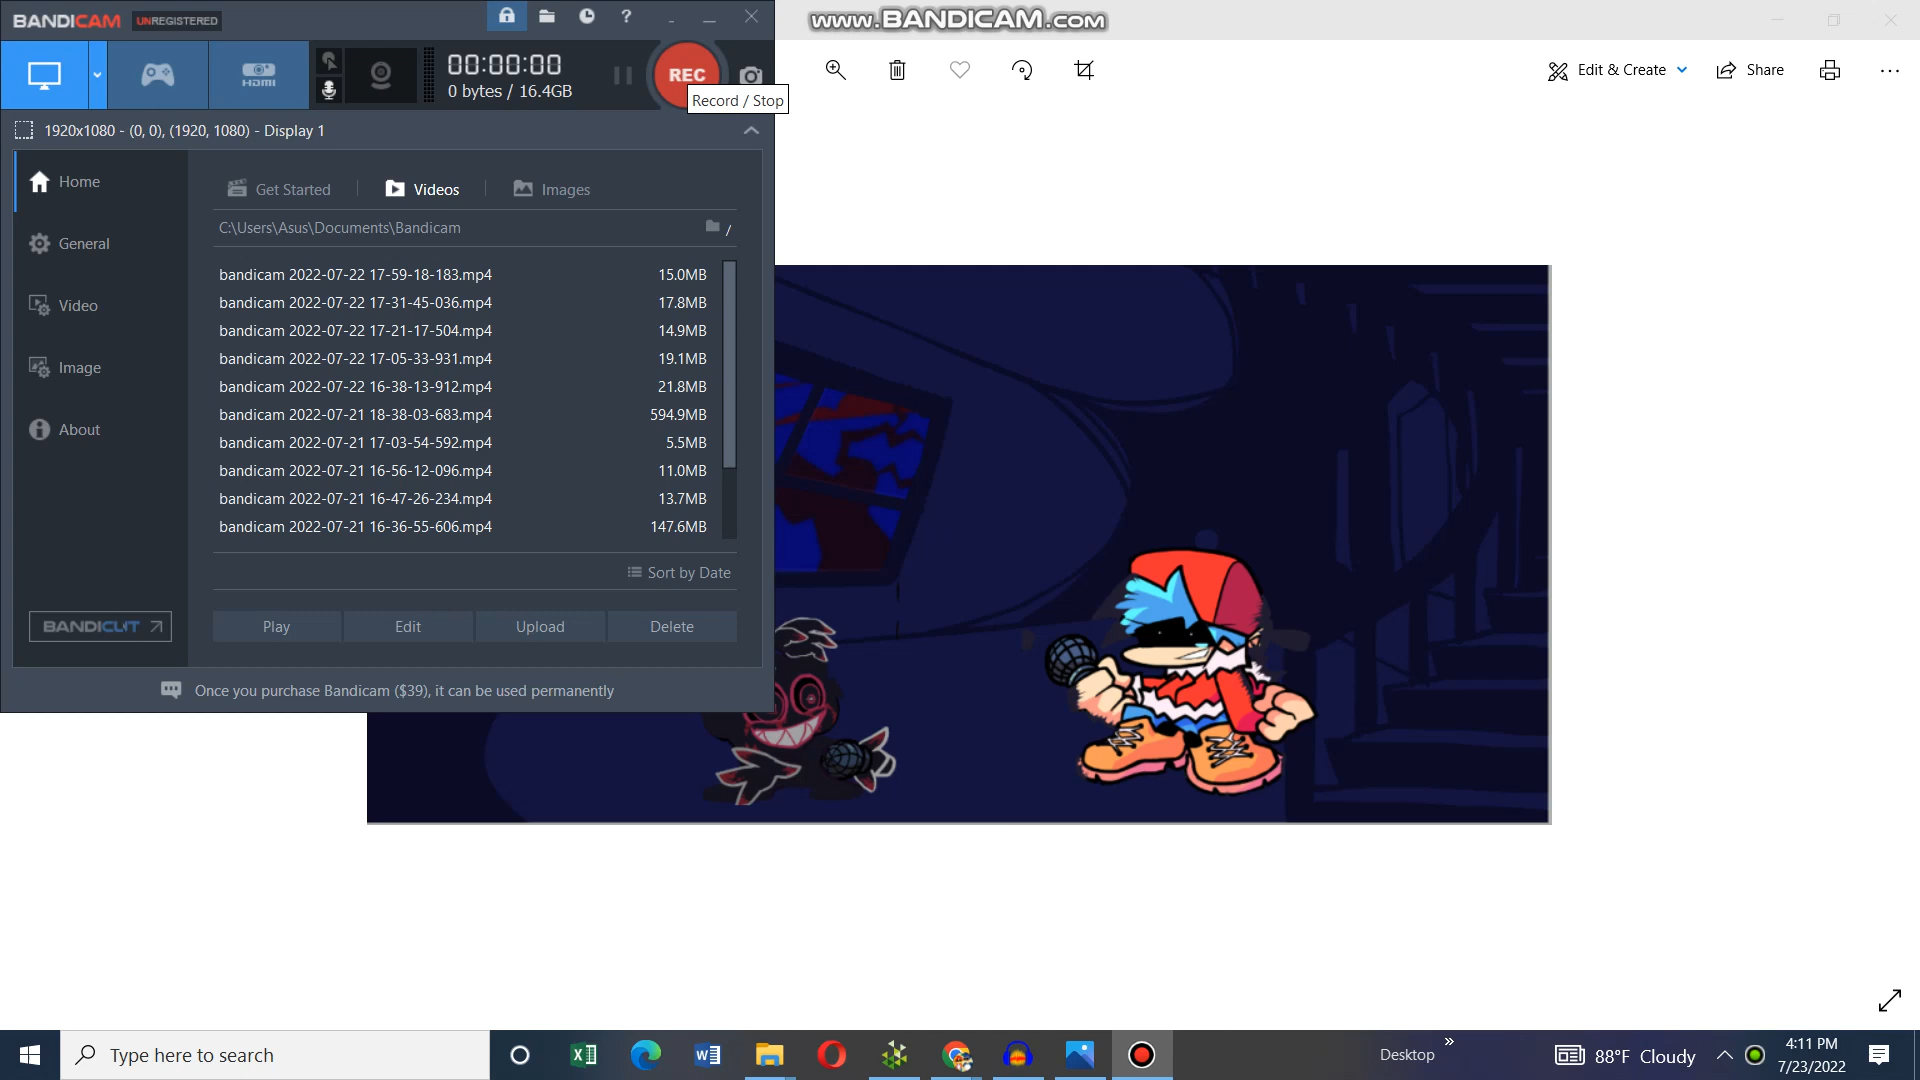 BANDICAM UNREGISTERED
WWW.BANDICAM.COM
HDMI
00:00:00
0 bytes / 16.4GB
REC
Record / Stop
Edit & Create
Share
1920x1080 - (0, 0), (1920, 1080) - Display 1
Home
General
Video
Image
About
BANDICUT
Get Started
Videos
Images
C:\Users\Asus\Documents\Bandicam
/
bandicam 2022-07-22 17-59-18-183.mp4 15.0MB
bandicam 2022-07-22 17-31-45-036.mp4 17.8MB
bandicam 2022-07-22 17-21-17-504.mp4 14.9MB
bandicam 2022-07-22 17-05-33-931.mp4 19.1MB
bandicam 2022-07-22 16-38-13-912.mp4 21.8MB
bandicam 2022-07-21 18-38-03-683.mp4 594.9MB
bandicam 2022-07-21 17-03-54-592.mp4 5.5MB
bandicam 2022-07-21 16-56-12-096.mp4 11.0MB
bandicam 2022-07-21 16-47-26-234.mp4 13.7MB
bandicam 2022-07-21 16-36-55-606.mp4 147.6MB
Sort by Date
Play Edit Upload Delete
Once you purchase Bandicam ($39), it can be used permanently
Type here to search
Desktop
88°F Cloudy
4:11 PM
7/23/2022